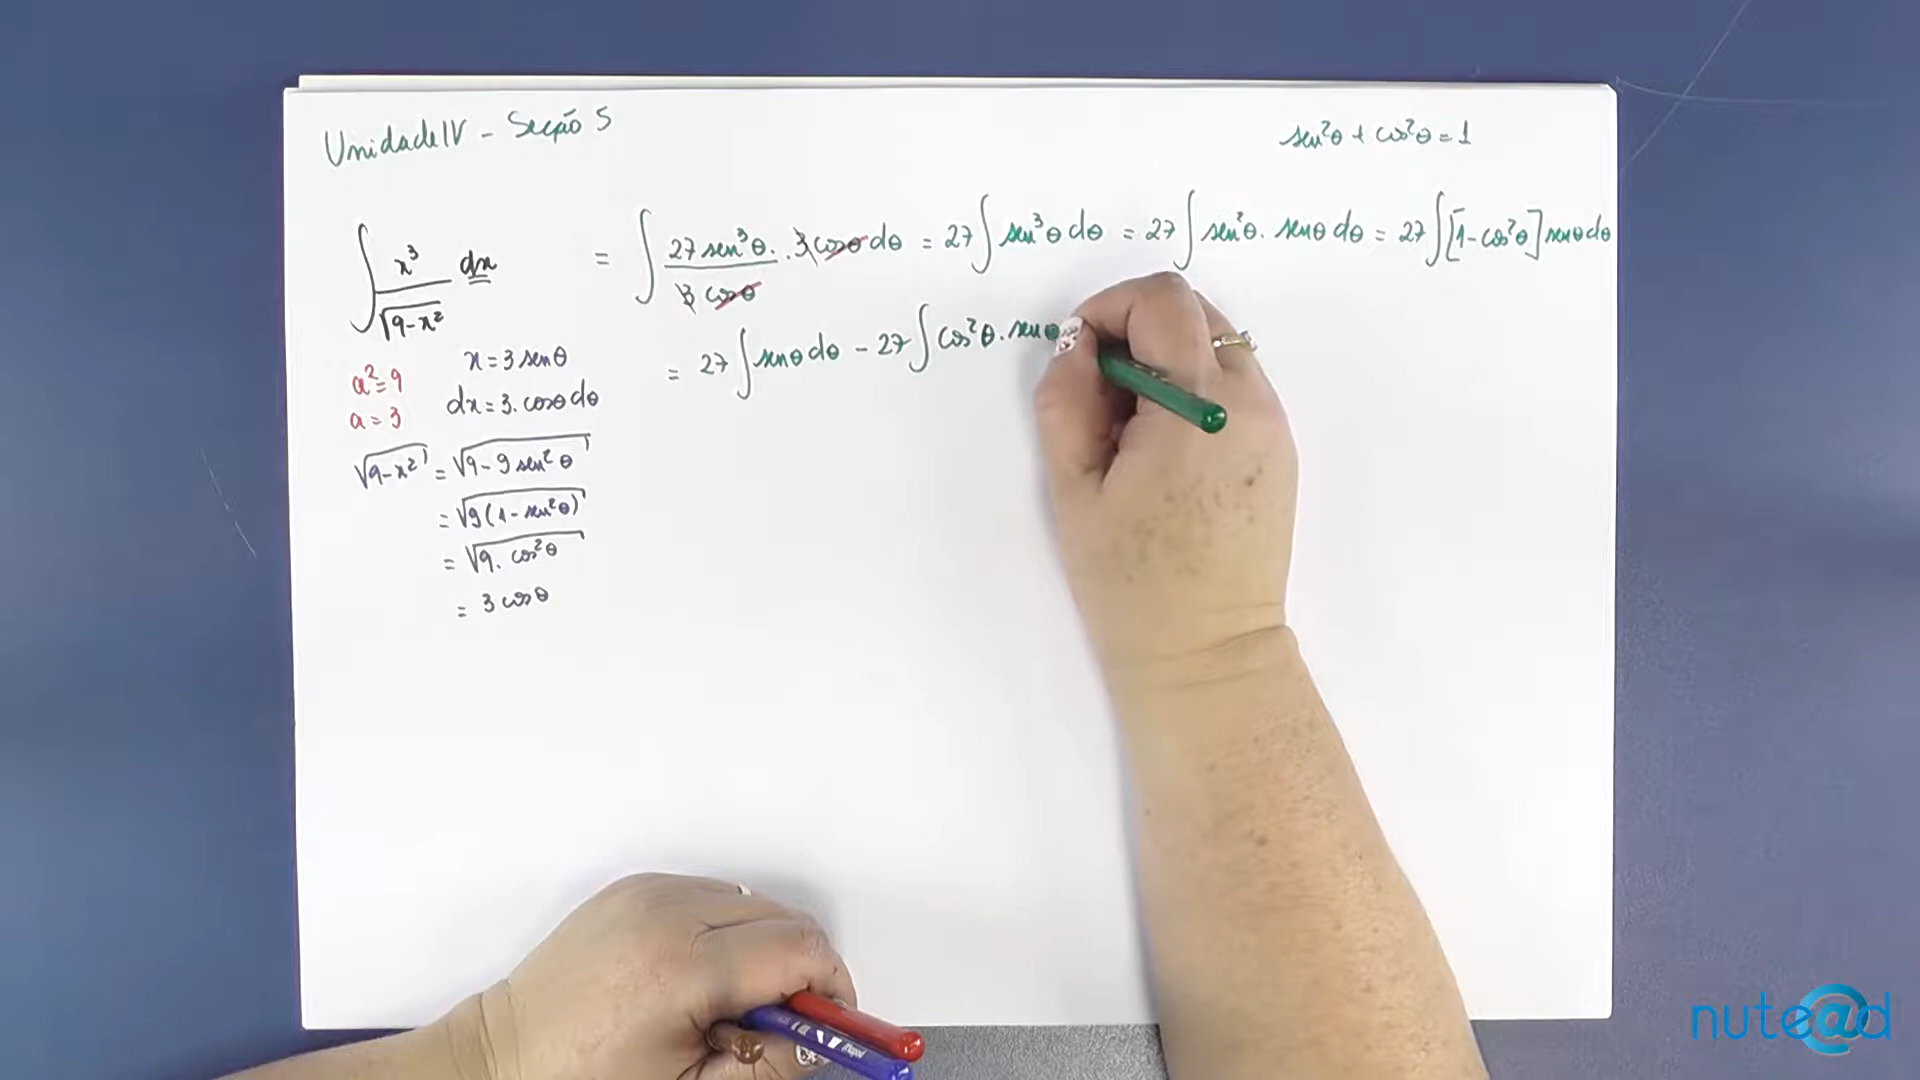 Unidade IV - Secção 5
sen²θ + cos²θ = 1
∫ x³/√(9-x²) dx = ∫ 27 sen³θ . 3 cosθ dθ / 3 cosθ = 27 ∫ sen³θ dθ = 27 ∫ sen²θ . senθ dθ = 27 ∫ [1-cos²θ] senθ dθ
= 27 ∫ senθ dθ - 27 ∫ cos²θ . senθ
a² = 9
a = 3
x = 3 senθ
dx = 3 . cosθ dθ
√(9-x²) = √(9 - 9 sen²θ)
= √(9(1 - sen²θ))
= √(9 . cos²θ)
= 3 cosθ
nute@d